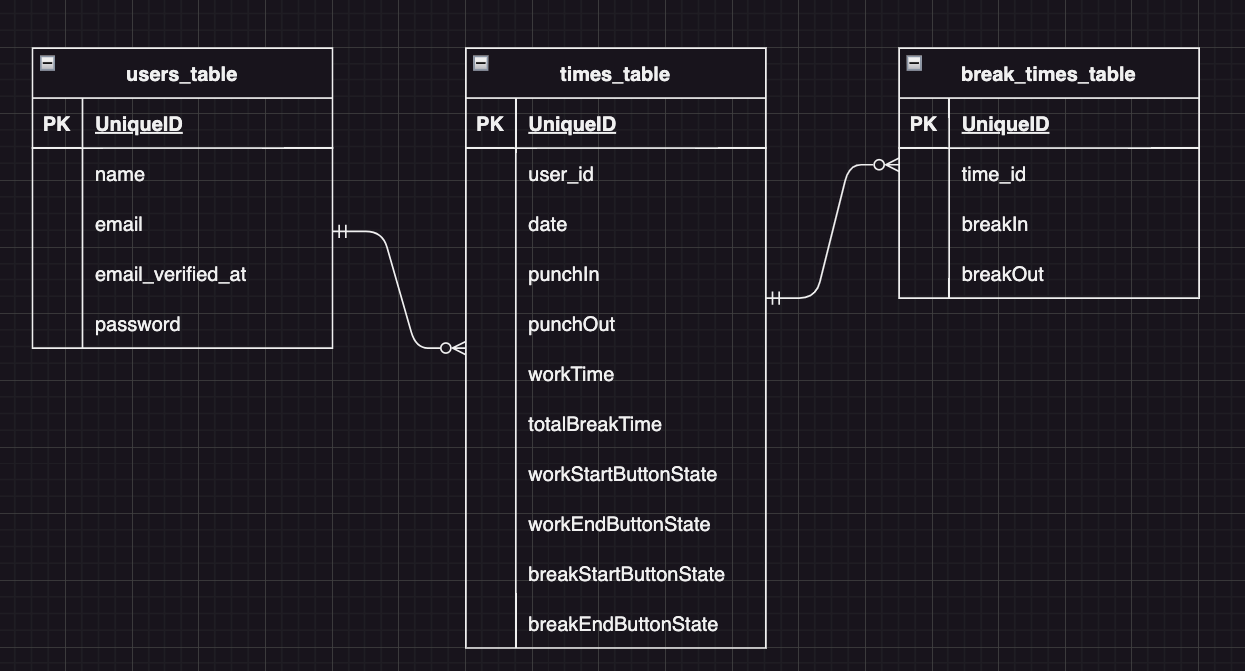 users_table
PK UniqueID
name
email
email_verified_at
password
times_table
PK UniqueID
user_id
date
punchIn
punchOut
workTime
totalBreakTime
workStartButtonState
workEndButtonState
breakStartButtonState
breakEndButtonState
break_times_table
PK UniqueID
time_id
breakIn
breakOut